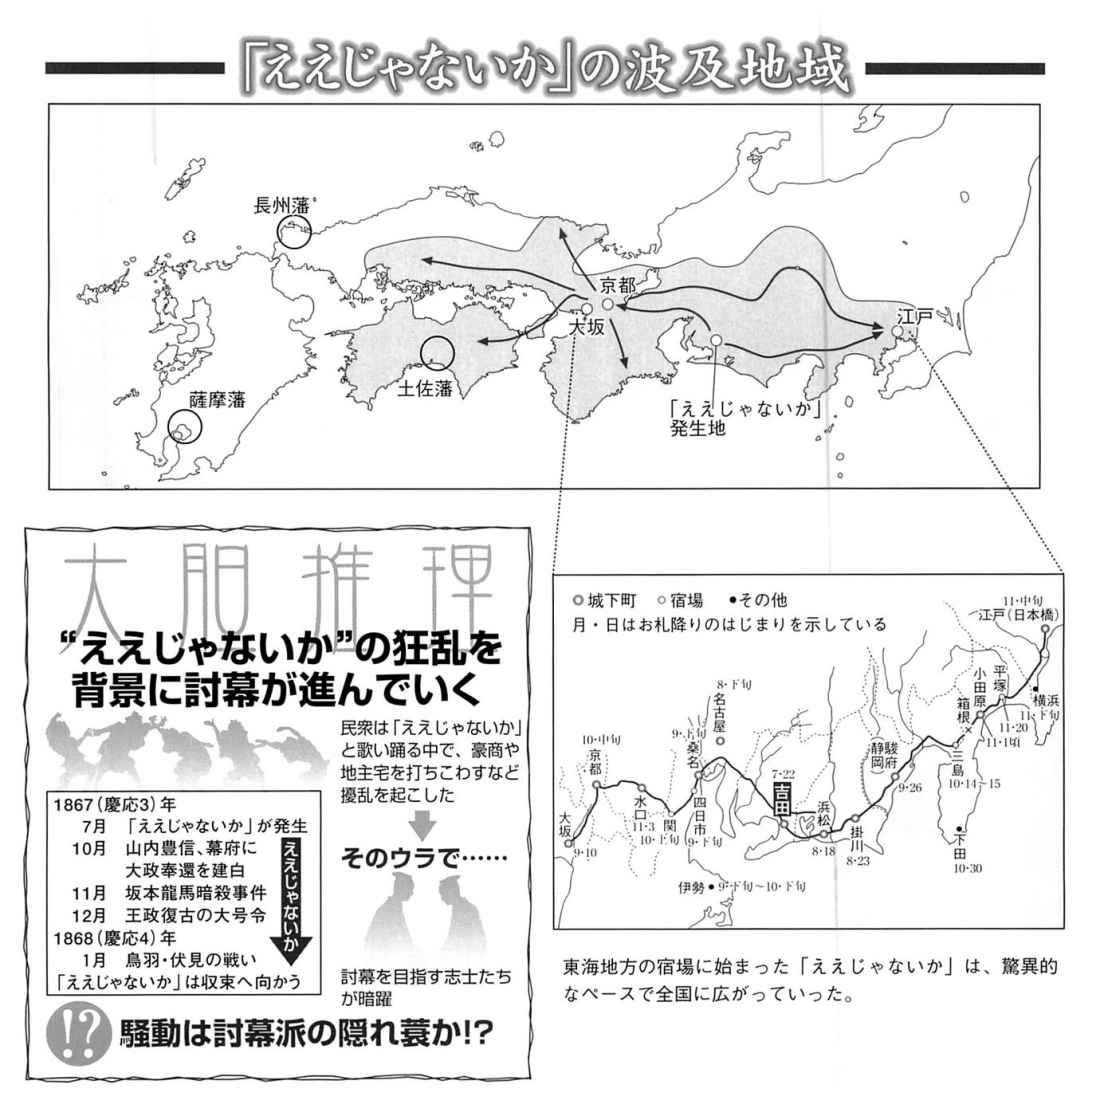 「ええじゃないか」の波及地域
長州藩
京都
大坂
江戸
土佐藩
薩摩藩
「ええじゃないか」
発生地
大胆推理
“ええじゃないか”の狂乱を
背景に討幕が進んでいく
民衆は「ええじゃないか」
と歌い踊る中で、豪商や
地主宅を打ちこわすなど
擾乱を起こした
そのウラで……
討幕を目指す志士たち
が暗躍
1867(慶応3)年
7月 「ええじゃないか」が発生
10月 山内豊信、幕府に
大政奉還を建白
11月 坂本龍馬暗殺事件
12月 王政復古の大号令
1868(慶応4)年
1月 鳥羽・伏見の戦い
「ええじゃないか」は収束へ向かう
ええじゃないか
!? 騒動は討幕派の隠れ蓑か!?
◎城下町 ○宿場 ●その他
月・日はお札降りのはじまりを示している
11・中旬
江戸(日本橋)
横浜
11・下旬
平塚
11・20
小田原
11・1頃
箱根
三島
10・14〜15
下田
10・30
駿府
静岡
9・26
掛川
8・23
浜松
8・18
7・22
吉田
8・下旬
名古屋
9・下旬
桑名
四日市
9・下旬
関
10・下旬
水口
11・3
10・中旬
京都
大坂
9・10
伊勢 ● 9・下旬〜10・下旬
東海地方の宿場に始まった「ええじゃないか」は、驚異的
なペースで全国に広がっていった。